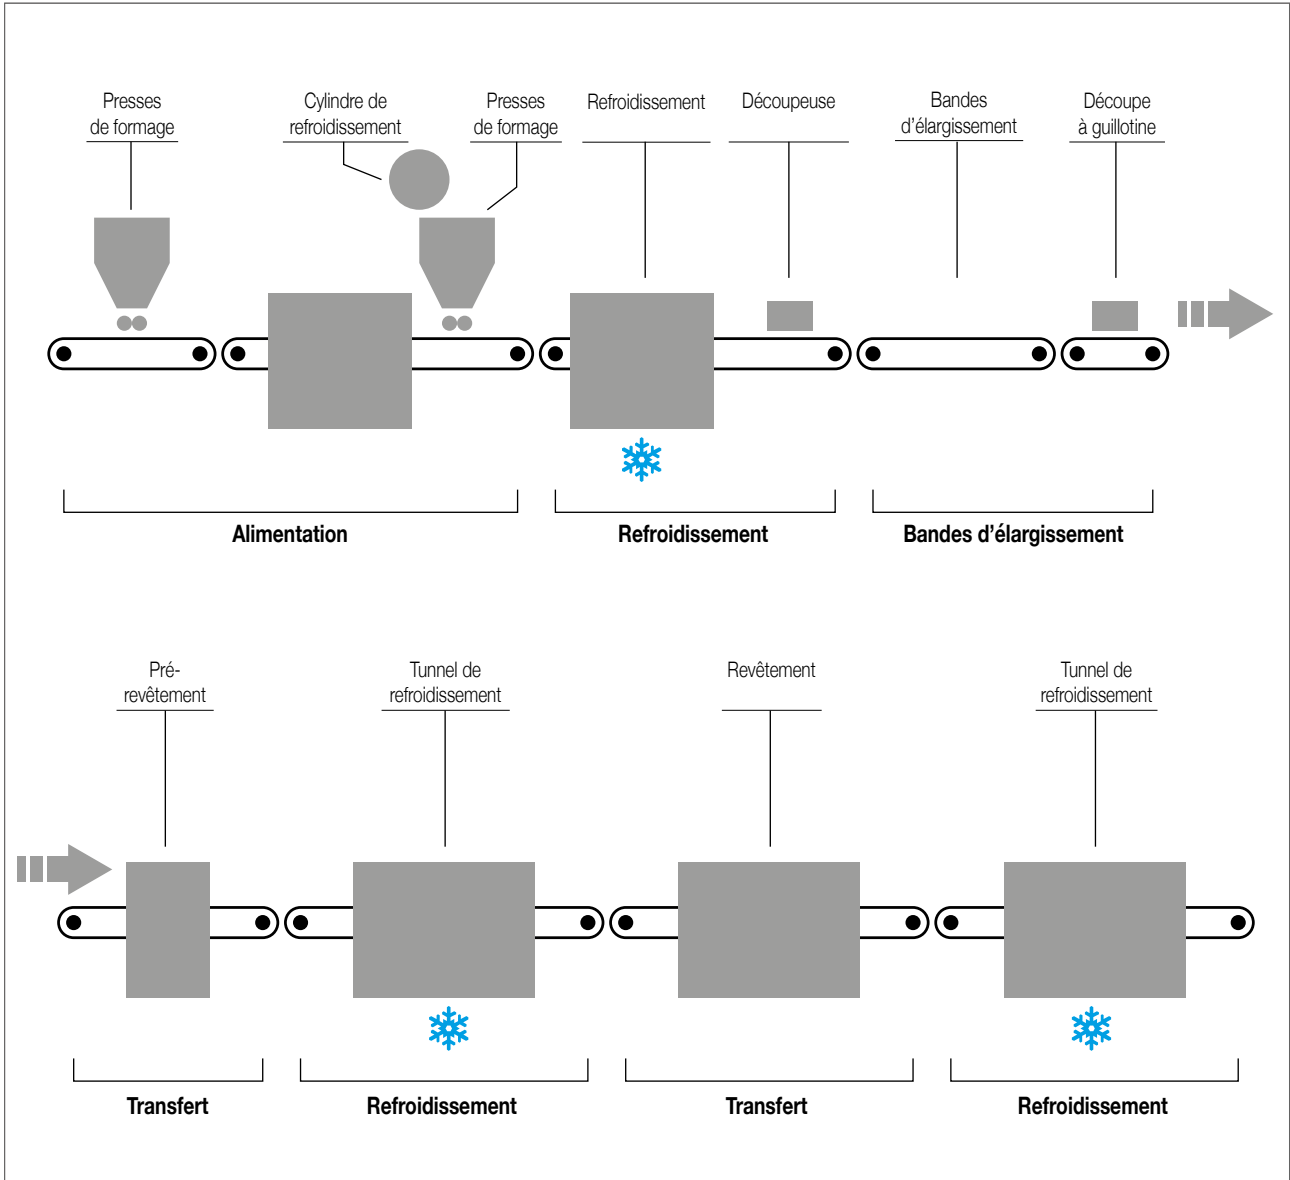 Presses
de formage
Cylindre de
refroidissement
Presses
de formage
Refroidissement
Découpeuse
Bandes
d'élargissement
Découpe
à guillotine
Alimentation
Refroidissement
Bandes d'élargissement
Pré-
revêtement
Tunnel de
refroidissement
Revêtement
Tunnel de
refroidissement
Transfert
Refroidissement
Transfert
Refroidissement